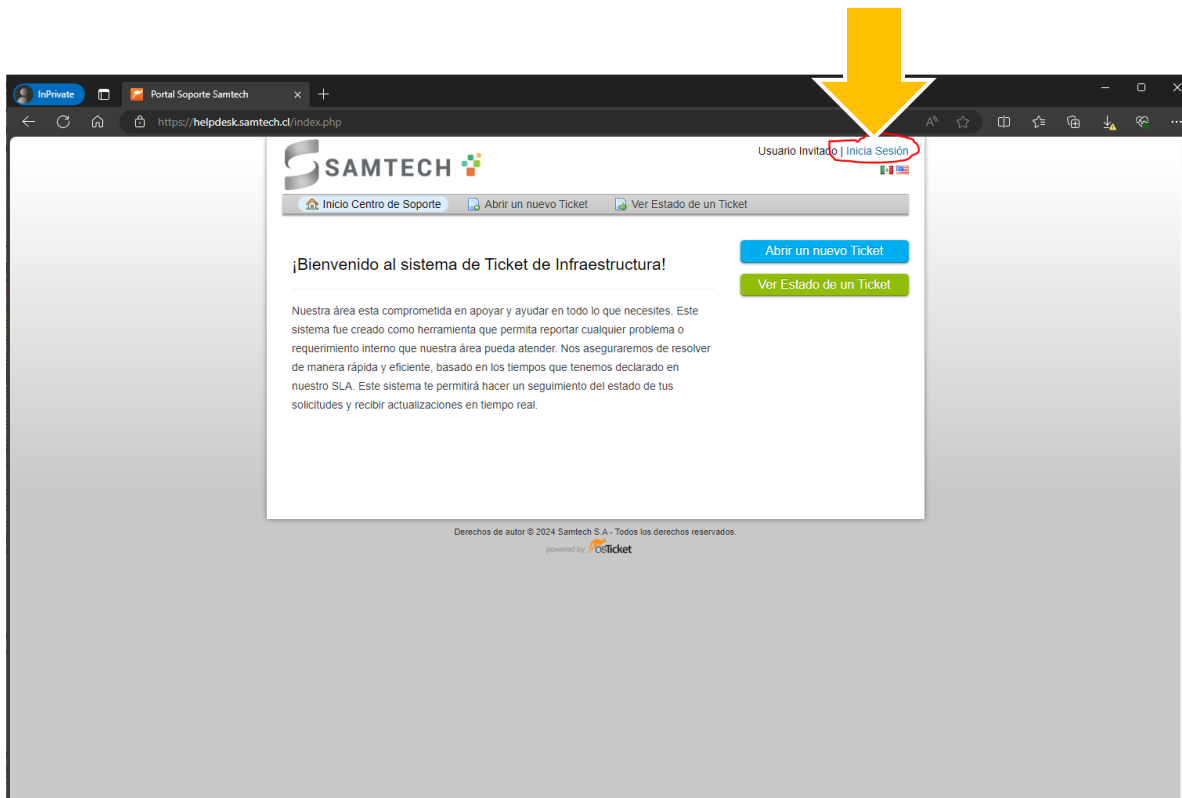 InPrivate
Portal Soporte Samtech
https://helpdesk.samtech.cl/index.php
SAMTECH
Usuario Invitado | Inicia Sesión
Inicio Centro de Soporte
Abrir un nuevo Ticket
Ver Estado de un Ticket
¡Bienvenido al sistema de Ticket de Infraestructura!
Abrir un nuevo Ticket
Ver Estado de un Ticket
Nuestra área esta comprometida en apoyar y ayudar en todo lo que necesites. Este
sistema fue creado como herramienta que permita reportar cualquier problema o
requerimiento interno que nuestra área pueda atender. Nos aseguraremos de resolver
de manera rápida y eficiente, basado en los tiempos que tenemos declarado en
nuestro SLA. Este sistema te permitirá hacer un seguimiento del estado de tus
solicitudes y recibir actualizaciones en tiempo real.
Derechos de autor © 2024 Samtech S.A - Todos los derechos reservados.
powered by osTicket